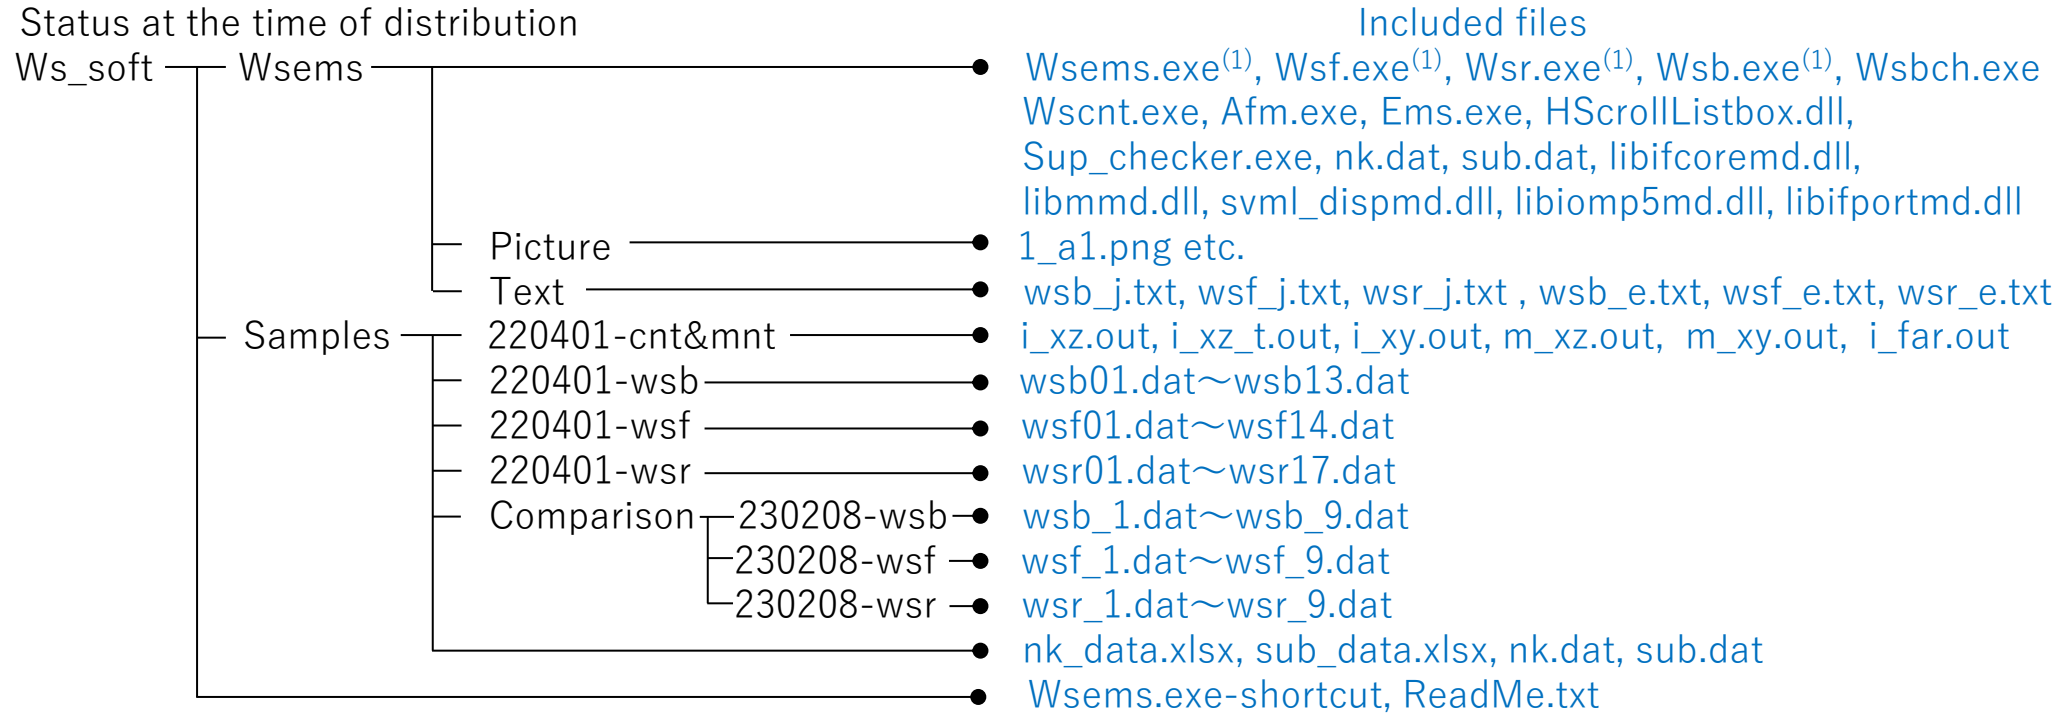 Status at the time of distribution Included files
Ws_soft Wsems Wsems.exe(1), Wsf.exe(1), Wsr.exe(1), Wsb.exe(1), Wsbch.exe
Wscnt.exe, Afm.exe, Ems.exe, HScrollListbox.dll,
Sup_checker.exe, nk.dat, sub.dat, libifcoremd.dll,
libmmd.dll, svml_dispmd.dll, libiomp5md.dll, libifportmd.dll
Picture 1_a1.png etc.
Text wsb_j.txt, wsf_j.txt, wsr_j.txt , wsb_e.txt, wsf_e.txt, wsr_e.txt
Samples 220401-cnt&mnt i_xz.out, i_xz_t.out, i_xy.out, m_xz.out, m_xy.out, i_far.out
220401-wsb wsb01.dat～wsb13.dat
220401-wsf wsf01.dat～wsf14.dat
220401-wsr wsr01.dat～wsr17.dat
Comparison 230208-wsb wsb_1.dat～wsb_9.dat
230208-wsf wsf_1.dat～wsf_9.dat
230208-wsr wsr_1.dat～wsr_9.dat
nk_data.xlsx, sub_data.xlsx, nk.dat, sub.dat
Wsems.exe-shortcut, ReadMe.txt